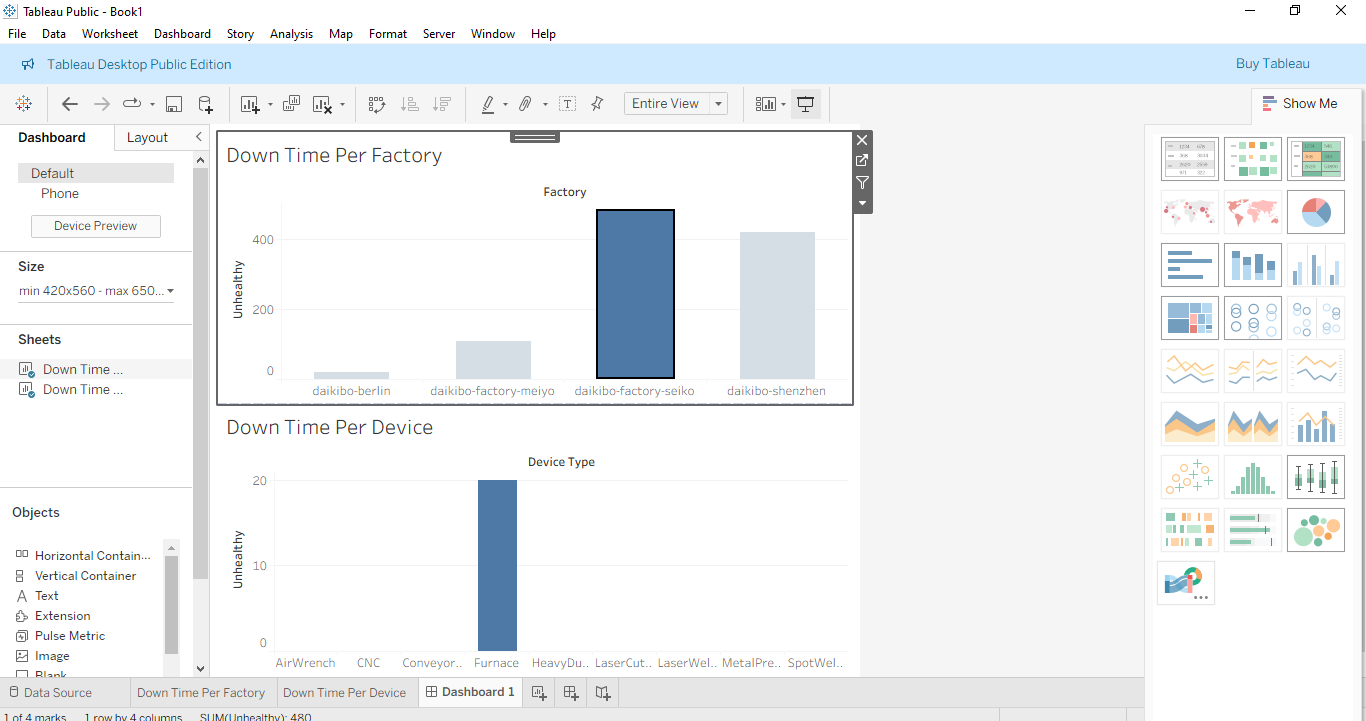 Tableau Public - Book1
File Data Worksheet Dashboard Story Analysis Map Format Server Window Help
Tableau Desktop Public Edition
Buy Tableau
Entire View
Show Me
Dashboard
Layout
Default
Phone
Device Preview
Size
min 420x560 - max 650...
Sheets
Down Time ...
Down Time ...
Objects
Horizontal Contain...
Vertical Container
Text
Extension
Pulse Metric
Image
Blank
Down Time Per Factory
Factory
Unhealthy
400
200
0
daikibo-berlin
daikibo-factory-meiyo
daikibo-factory-seiko
daikibo-shenzhen
Down Time Per Device
Device Type
Unhealthy
20
10
0
AirWrench
CNC
Conveyor..
Furnace
HeavyDu..
LaserCut..
LaserWel..
MetalPre..
SpotWel..
Data Source
Down Time Per Factory
Down Time Per Device
Dashboard 1
1 of 4 marks 1 row by 4 columns SUM(Unhealthy): 480